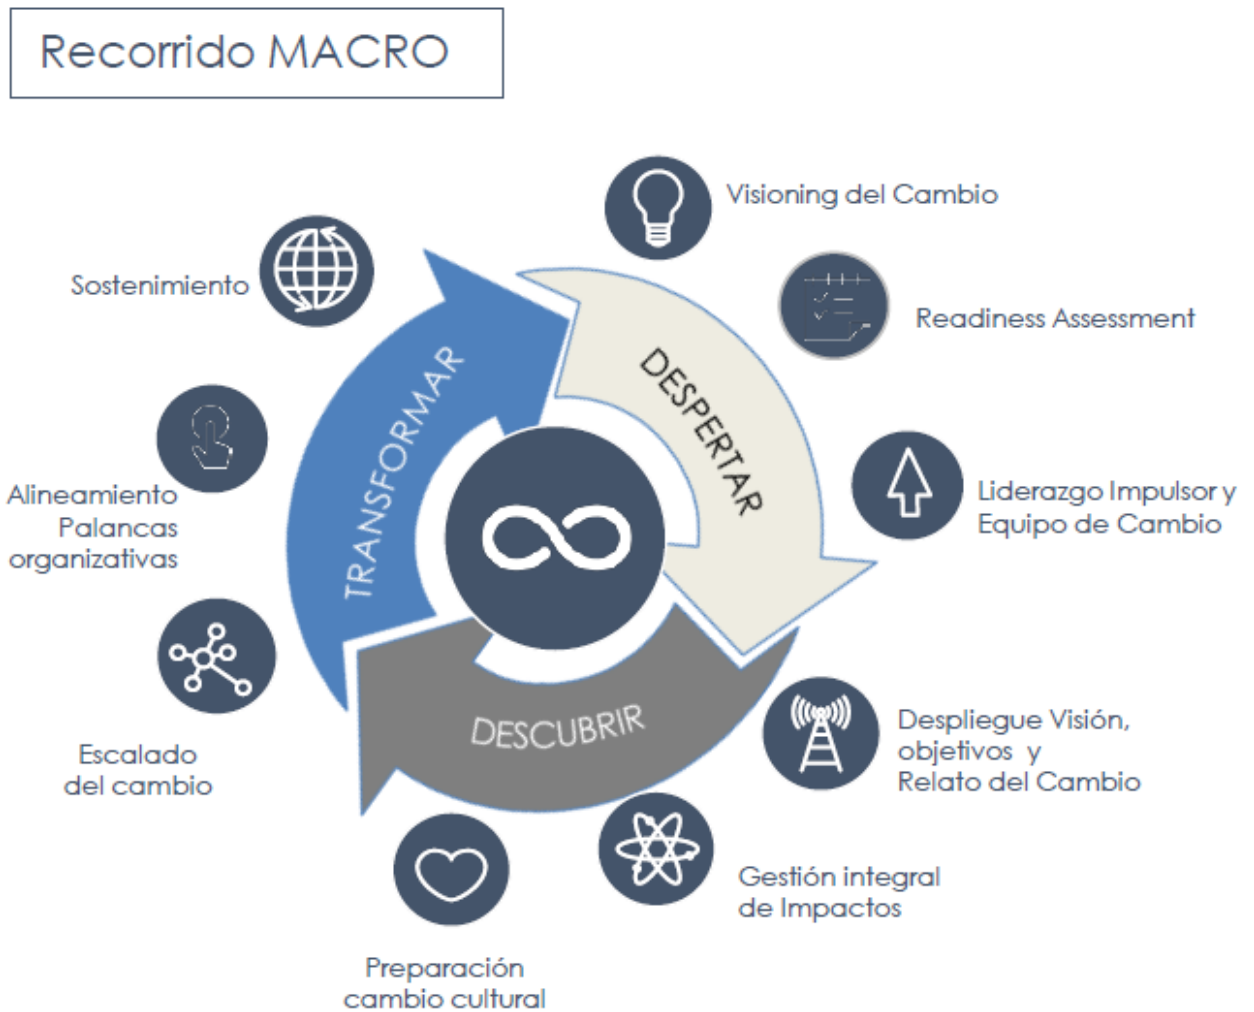 Recorrido MACRO
Visioning del Cambio
Readiness Assessment
Liderazgo Impulsor y
Equipo de Cambio
Despliegue Visión,
objetivos y
Relato del Cambio
Gestión integral
de Impactos
Preparación
cambio cultural
Escalado
del cambio
Alineamiento
Palancas
organizativas
Sostenimiento
DESPERTAR
DESCUBRIR
TRANSFORMAR